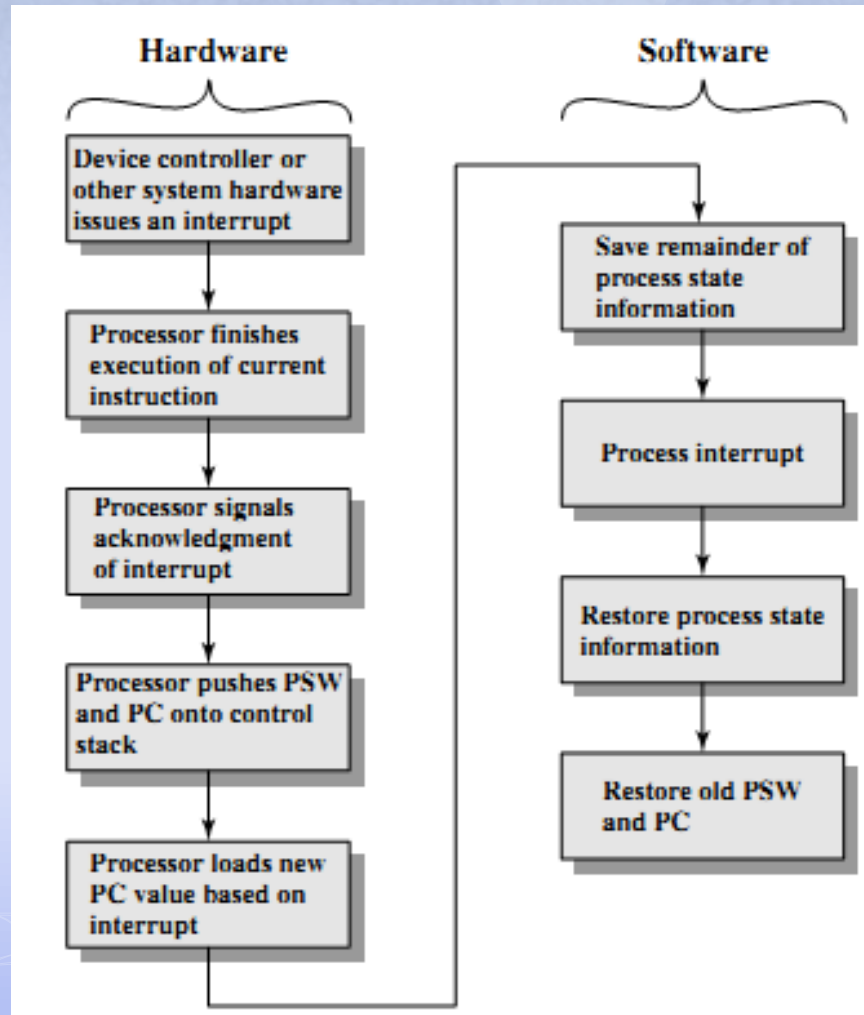 Hardware
Device controller or
other system hardware
issues an interrupt
Processor finishes
execution of current
instruction
Processor signals
acknowledgment
of interrupt
Processor pushes PSW
and PC onto control
stack
Processor loads new
PC value based on
interrupt
Software
Save remainder of
process state
information
Process interrupt
Restore process state
information
Restore old PSW
and PC